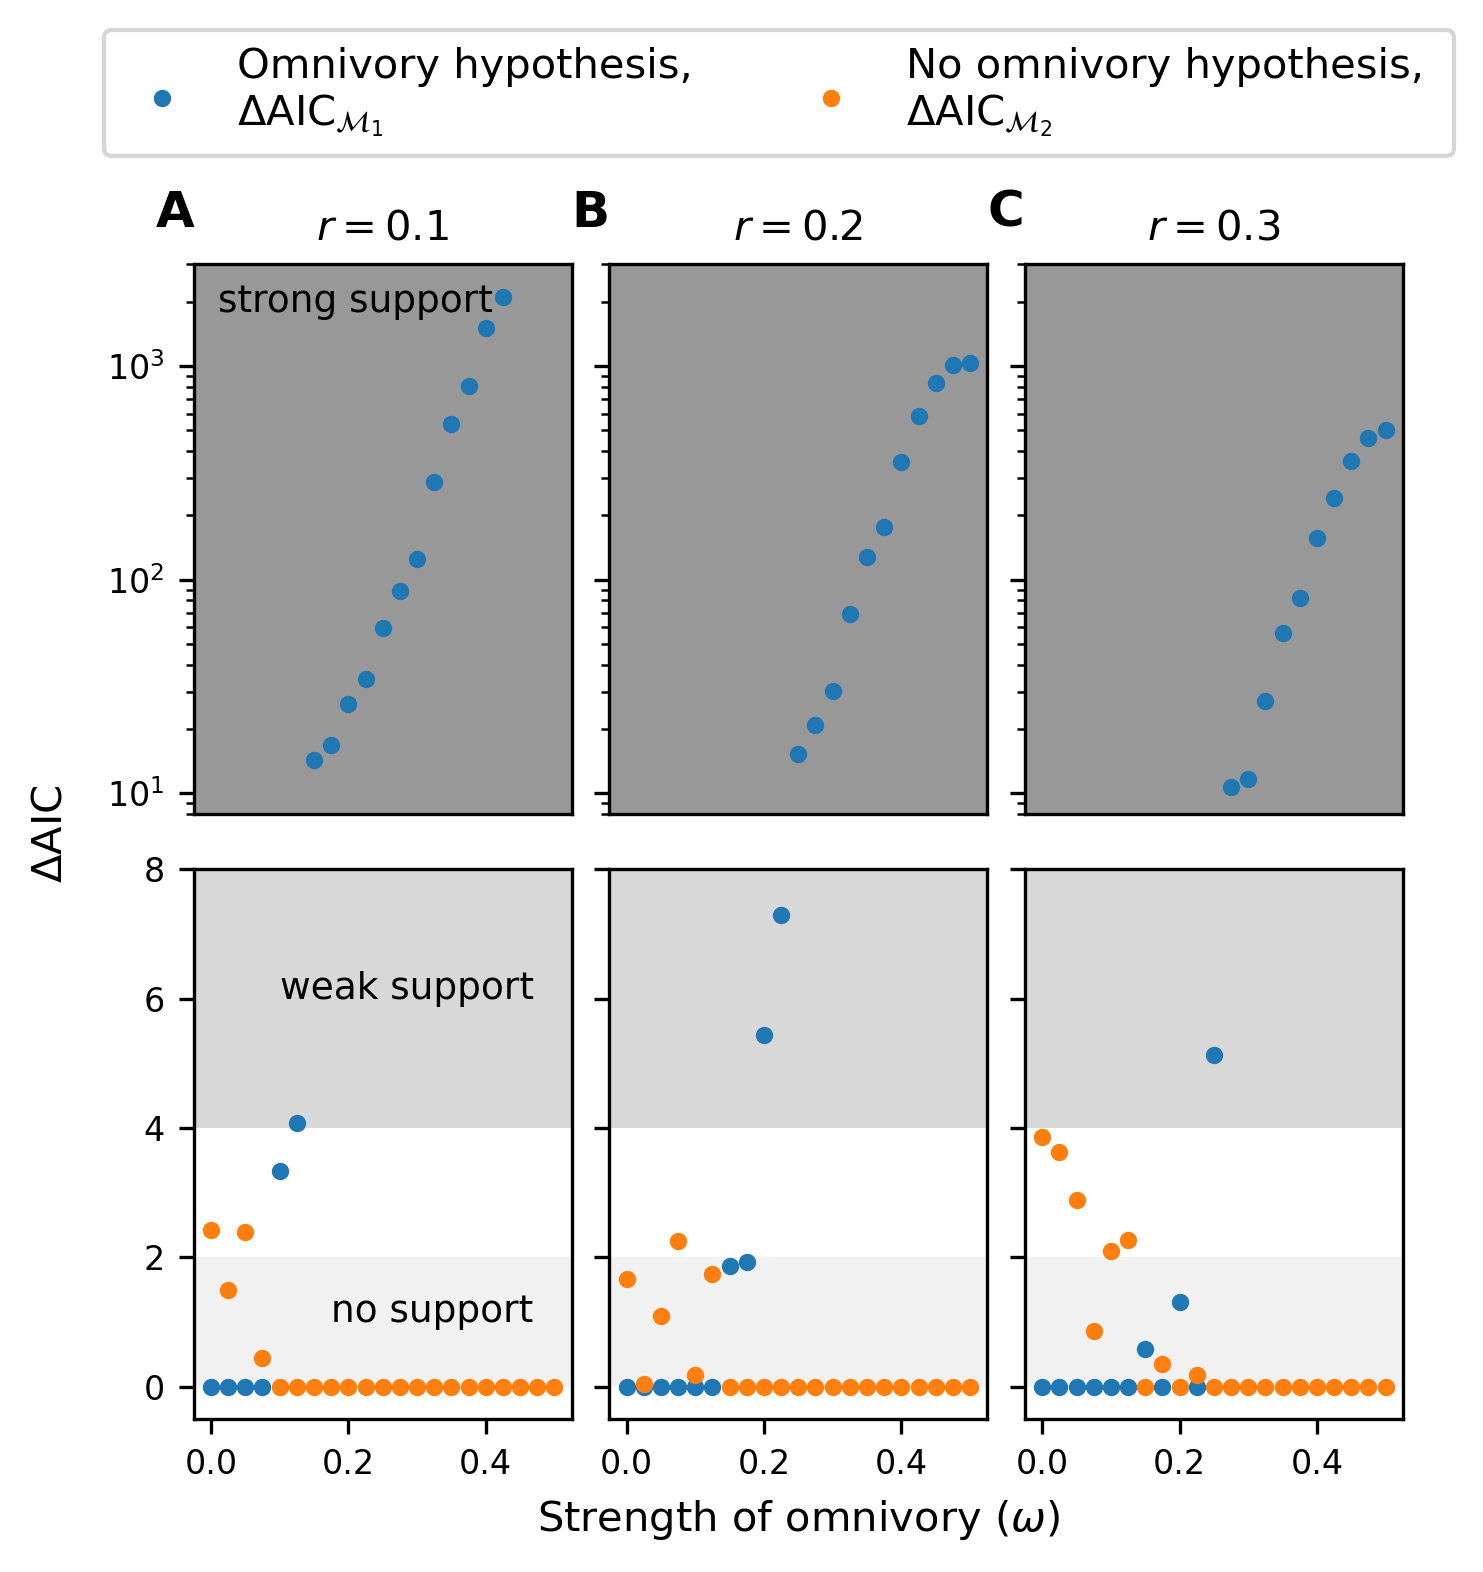 Omnivory hypothesis,
ΔAIC𝓜₁
No omnivory hypothesis,
ΔAIC𝓜₂
A
r = 0.1
B
r = 0.2
C
r = 0.3
strong support
10³
10²
10¹
ΔAIC
8
6
4
2
0
weak support
no support
0.0 0.2 0.4
0.0 0.2 0.4
0.0 0.2 0.4
Strength of omnivory (ω)